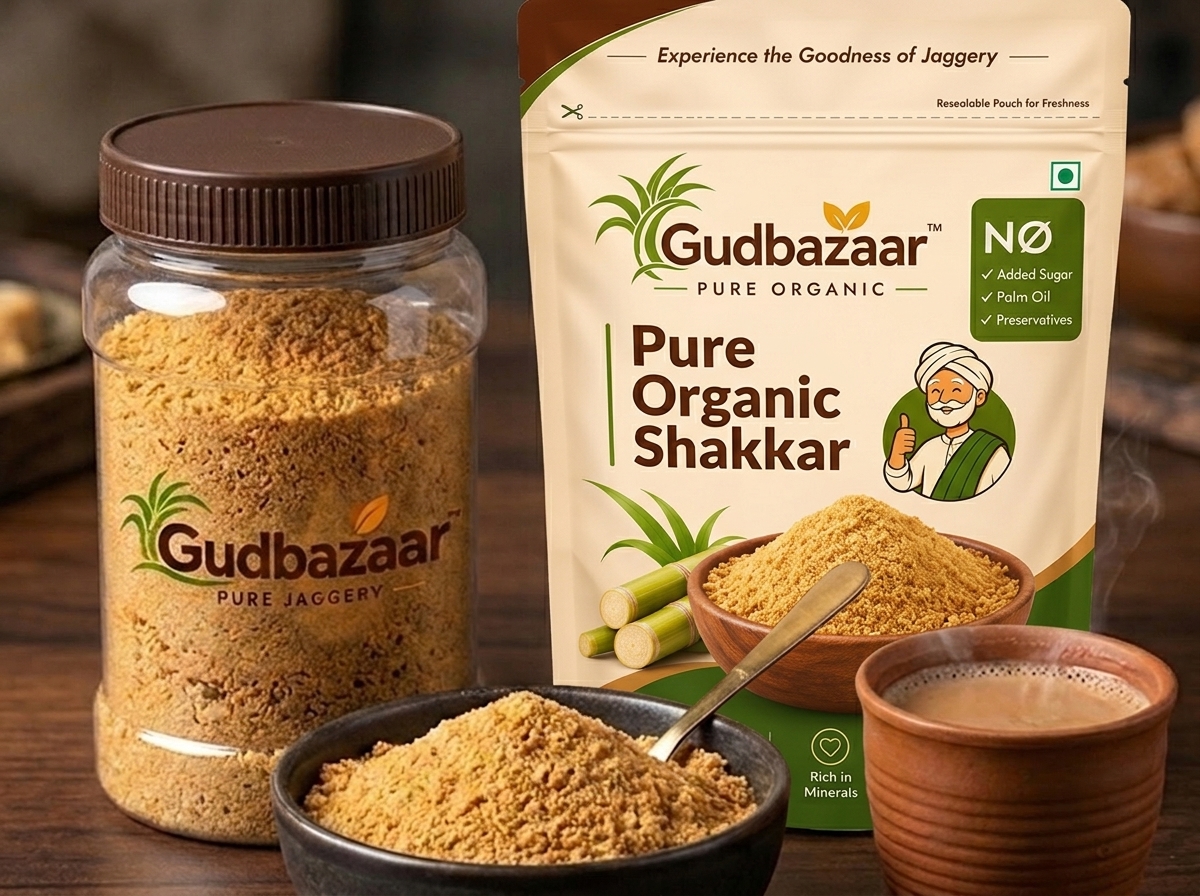 Experience the Goodness of Jaggery
Resealable Pouch for Freshness
Gudbazaar™
PURE ORGANIC
NØ
✓ Added Sugar
✓ Palm Oil
✓ Preservatives
Pure
Organic
Shakkar
Rich in
Minerals
Gudbazaar™
PURE JAGGERY